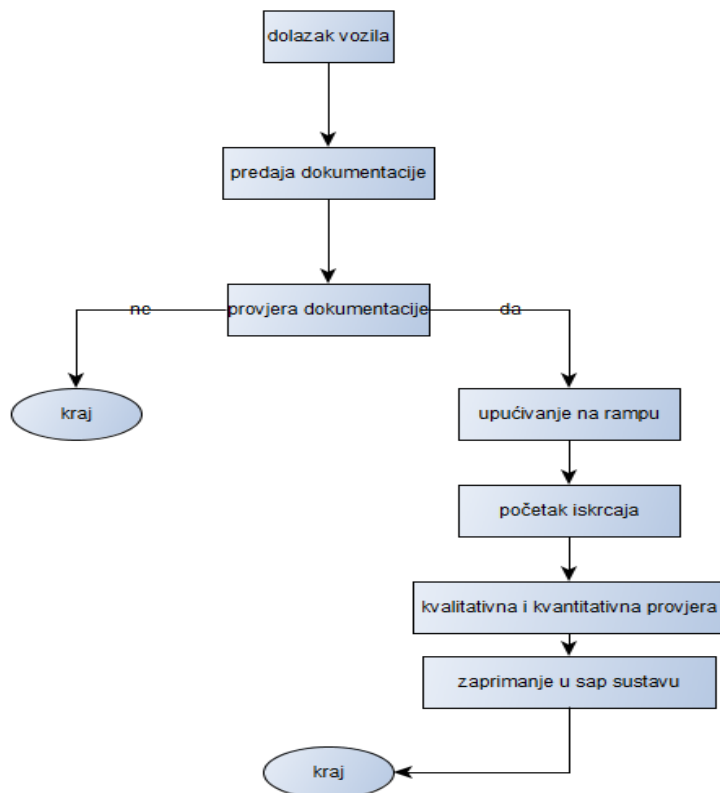 dolazak vozila
predaja dokumentacije
ne
provjera dokumentacije
da
kraj
upućivanje na rampu
početak iskrcaja
kvalitativna i kvantitativna provjera
zaprimanje u sap sustavu
kraj